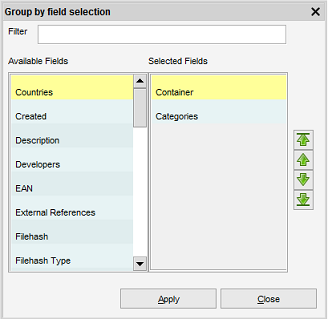 Group by field selection
Filter
Available Fields
Selected Fields
Countries
Created
Description
Developers
EAN
External References
Filehash
Filehash Type
Container
Categories
Apply
Close